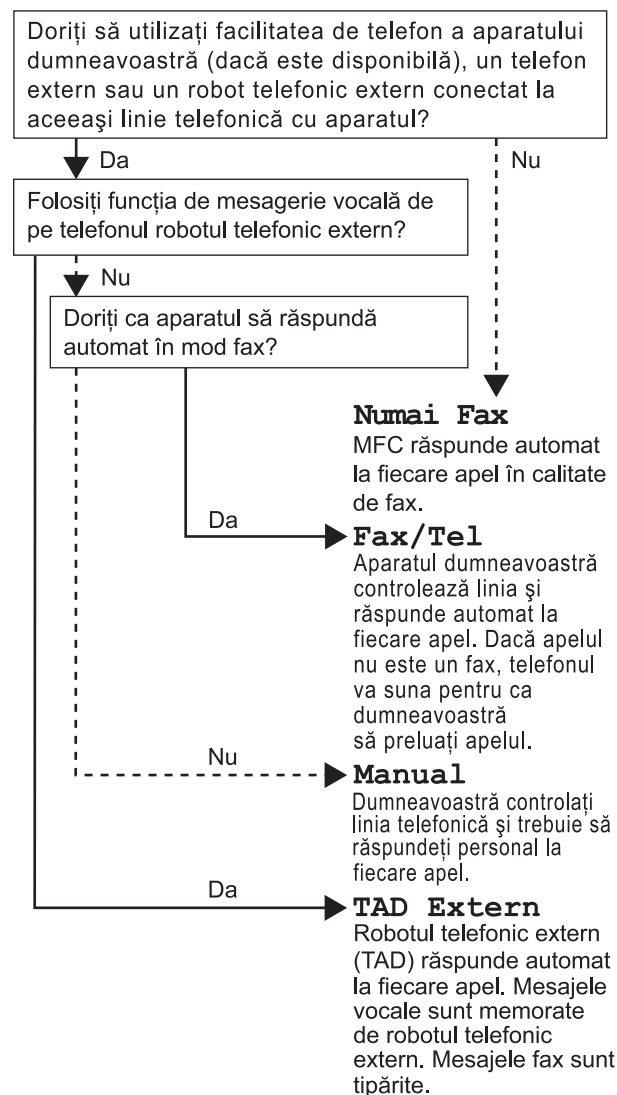 Doriți să utilizați facilitatea de telefon a aparatului
dumneavoastră (dacă este disponibilă), un telefon
extern sau un robot telefonic extern conectat la
aceeaşi linie telefonică cu aparatul?
Da
Nu
Folosiți funcția de mesagerie vocală de
pe telefonul robotul telefonic extern?
Nu
Doriți ca aparatul să răspundă
automat în mod fax?
Numai Fax
MFC răspunde automat
la fiecare apel în calitate
de fax.
Da
Fax/Tel
Aparatul dumneavoastră
controlează linia şi
răspunde automat la
fiecare apel. Dacă apelul
nu este un fax, telefonul
va suna pentru ca
dumneavoastră
să preluați apelul.
Nu
Manual
Dumneavoastră controlați
linia telefonică şi trebuie să
răspundeți personal la
fiecare apel.
Da
TAD Extern
Robotul telefonic extern
(TAD) răspunde automat
la fiecare apel. Mesajele
vocale sunt memorate
de robotul telefonic
extern. Mesajele fax sunt
tipărite.